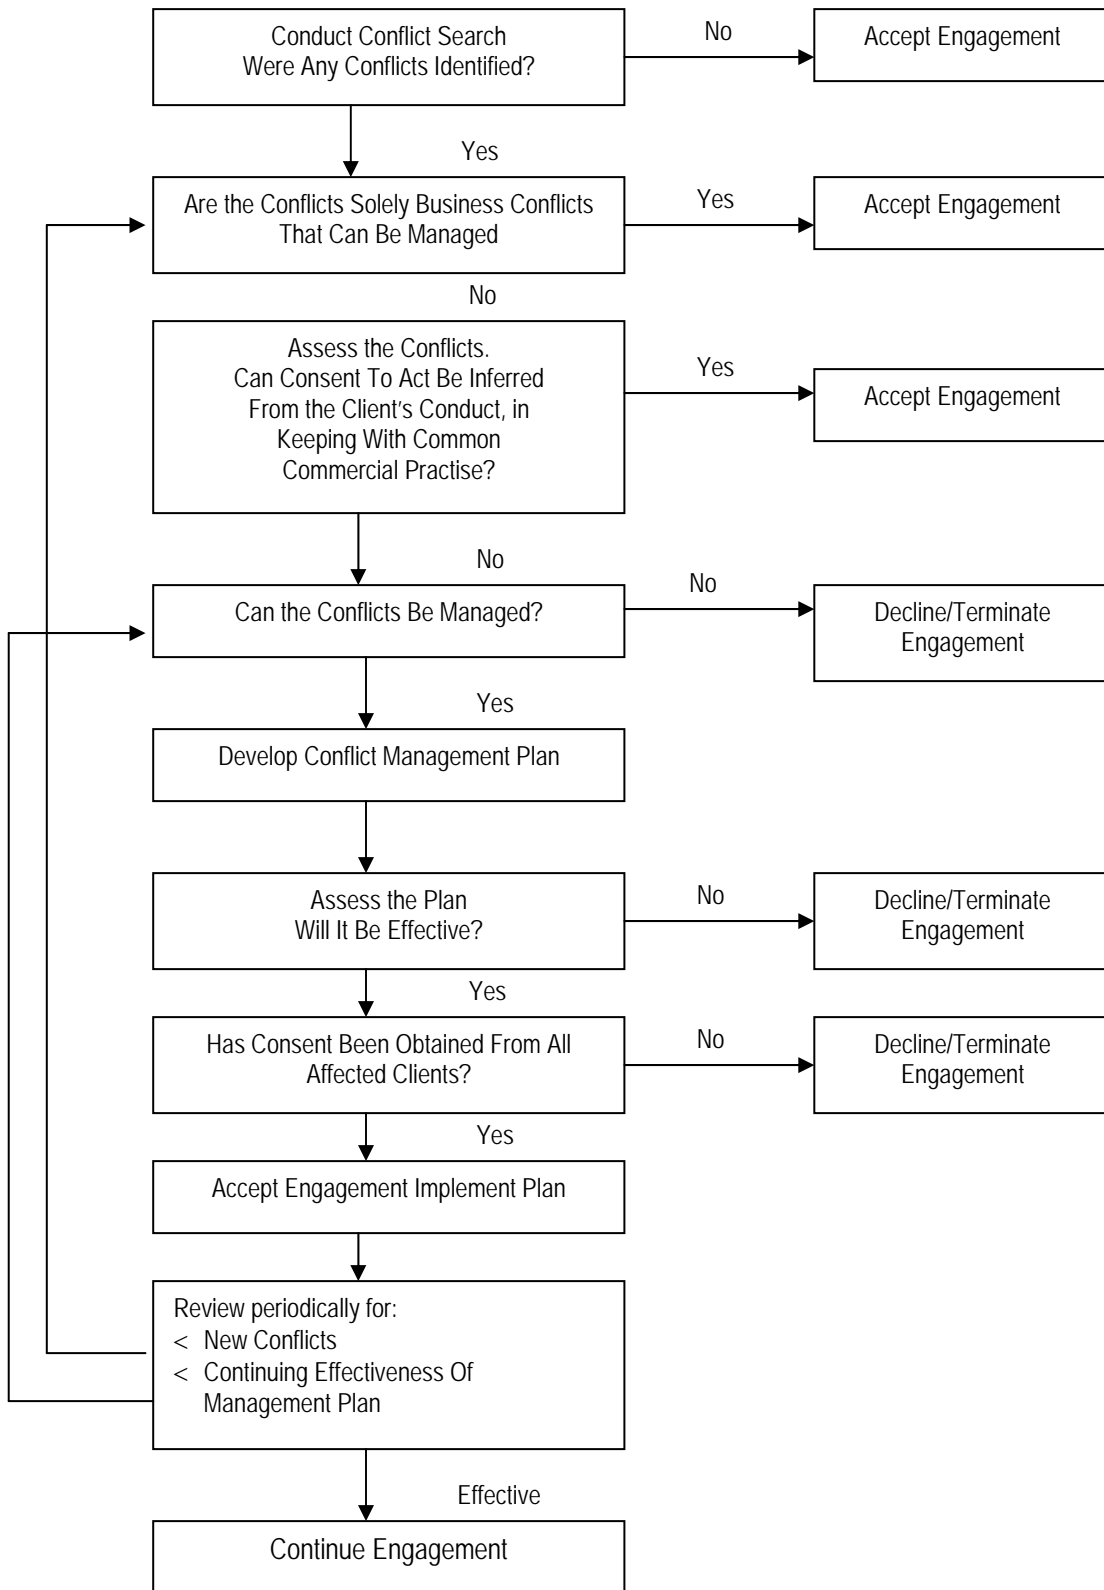 Conduct Conflict Search
Were Any Conflicts Identified?
No
Accept Engagement
Yes
Are the Conflicts Solely Business Conflicts
That Can Be Managed
Yes
Accept Engagement
No
Assess the Conflicts.
Can Consent To Act Be Inferred
From the Client's Conduct, in
Keeping With Common
Commercial Practise?
Yes
Accept Engagement
No
Can the Conflicts Be Managed?
No
Decline/Terminate
Engagement
Yes
Develop Conflict Management Plan
Assess the Plan
Will It Be Effective?
No
Decline/Terminate
Engagement
Yes
Has Consent Been Obtained From All
Affected Clients?
No
Decline/Terminate
Engagement
Yes
Accept Engagement Implement Plan
Review periodically for:
< New Conflicts
< Continuing Effectiveness Of
Management Plan
Effective
Continue Engagement